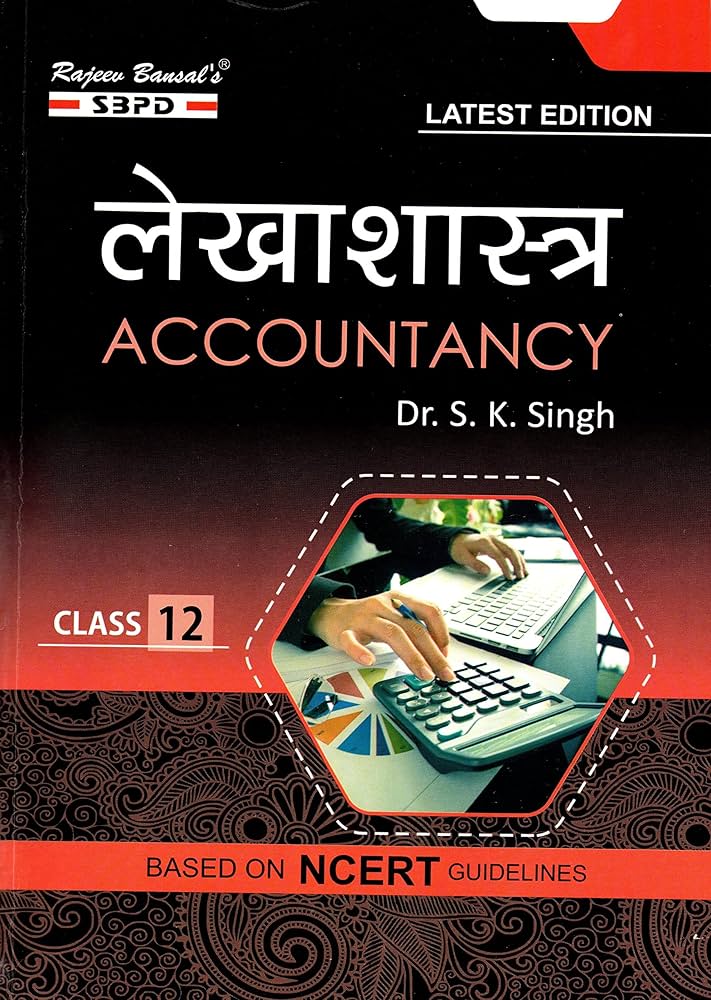 Rajeev Bansal's®
SBPD
LATEST EDITION
लेखाशास्त्र
ACCOUNTANCY
Dr. S. K. Singh
CLASS 12
BASED ON NCERT GUIDELINES